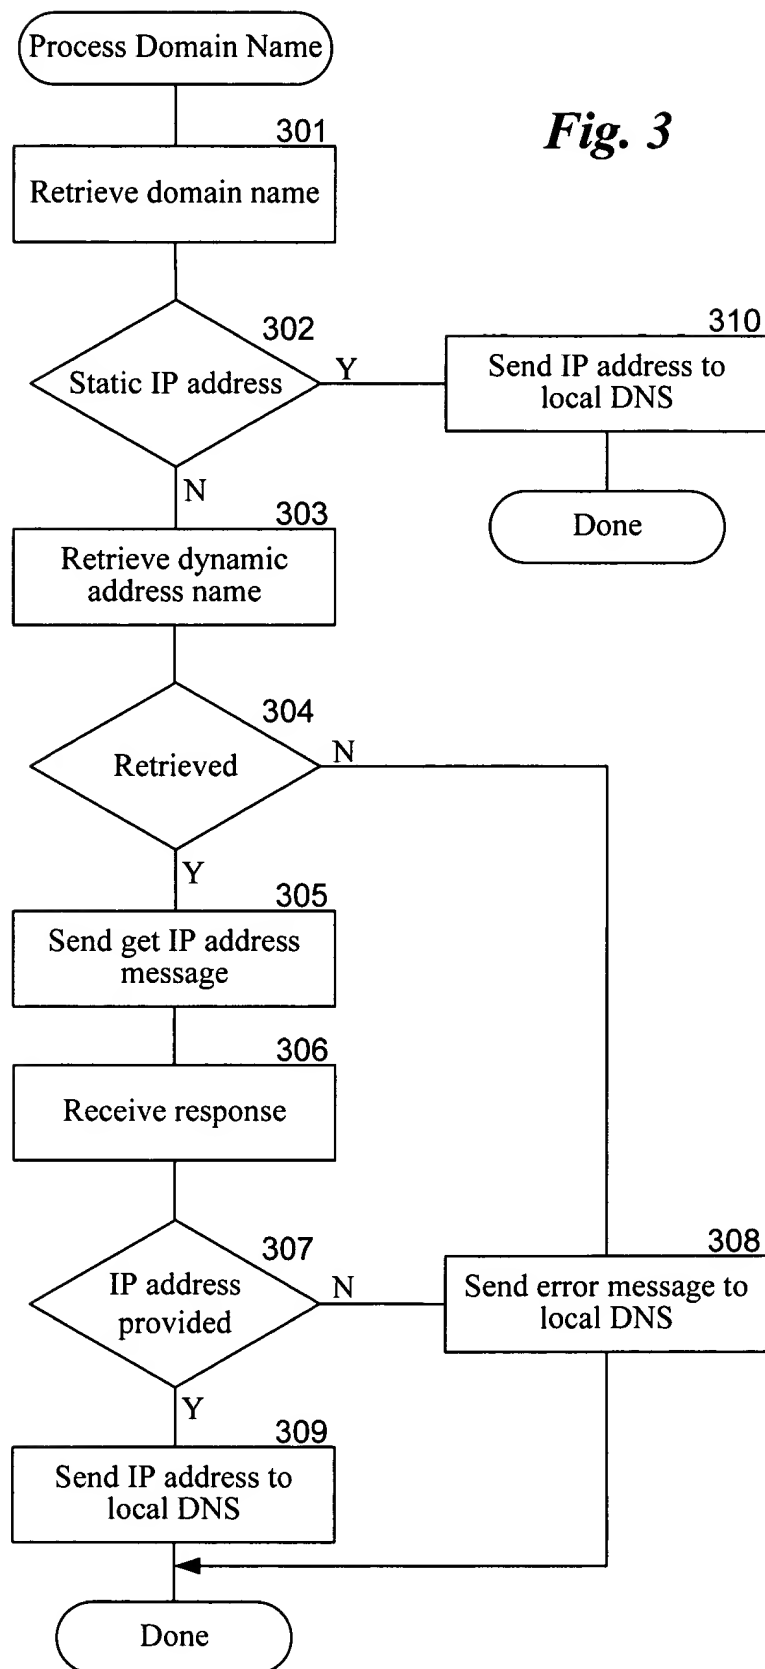 Process Domain Name
Fig. 3
301
Retrieve domain name
302
Static IP address
Y
N
310
Send IP address to
local DNS
Done
303
Retrieve dynamic
address name
304
Retrieved
N
Y
305
Send get IP address
message
306
Receive response
307
IP address
provided
N
Y
308
Send error message to
local DNS
309
Send IP address to
local DNS
Done